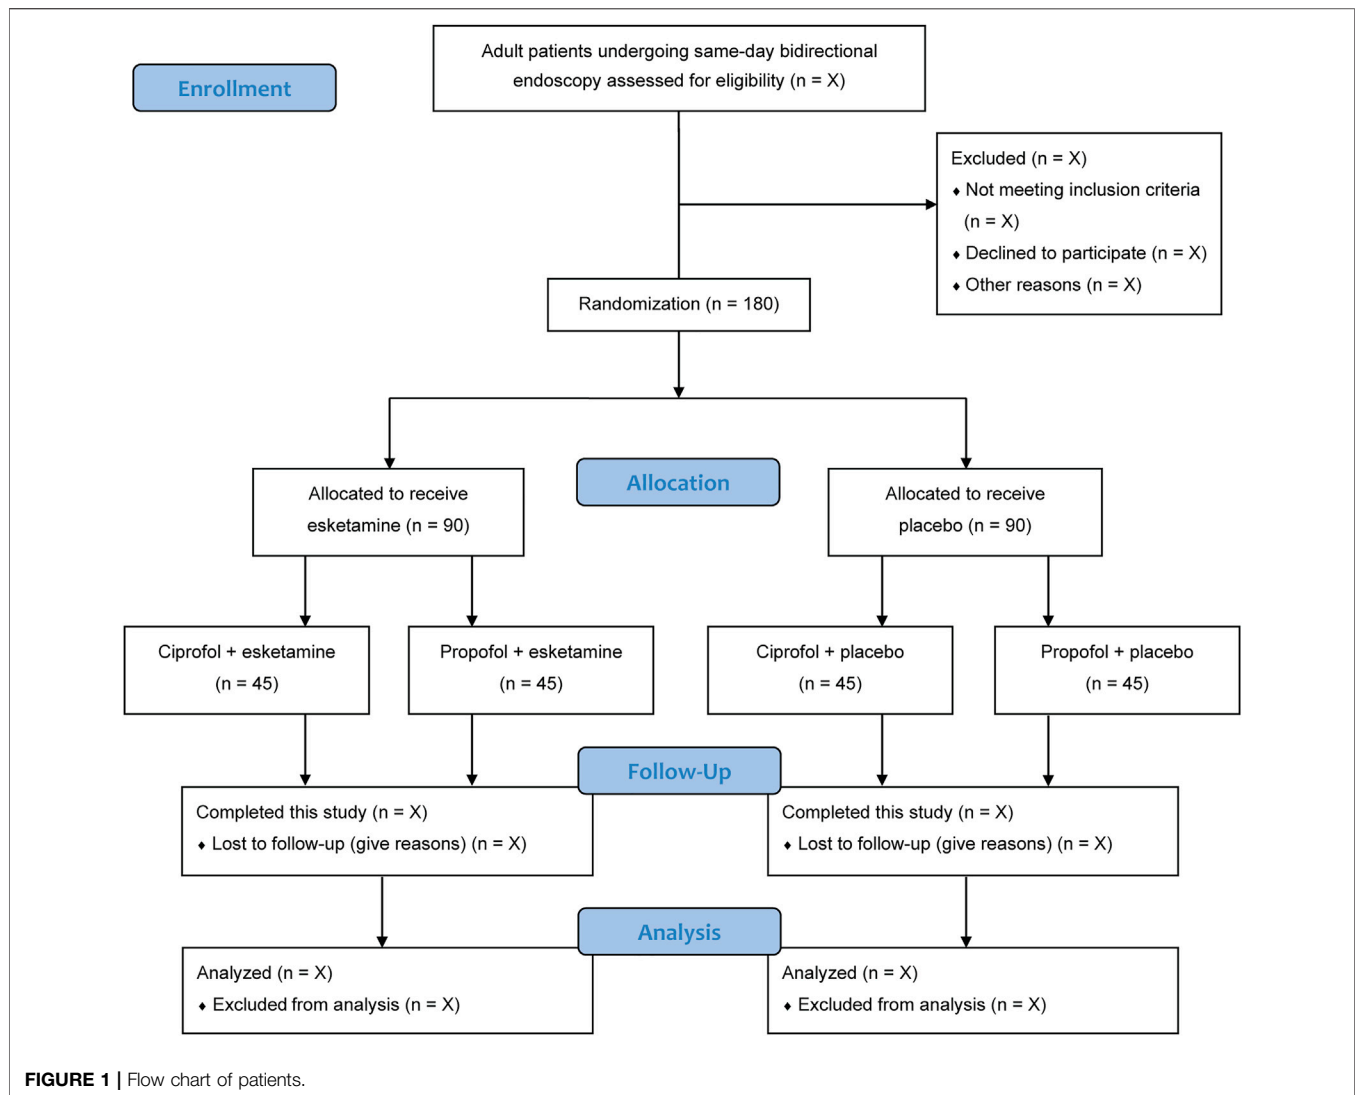 Adult patients undergoing same-day bidirectional
endoscopy assessed for eligibility (n = X)
Enrollment
Excluded (n = X)
♦ Not meeting inclusion criteria
(n = X)
♦ Declined to participate (n = X)
♦ Other reasons (n = X)
Randomization (n = 180)
Allocation
Allocated to receive
esketamine (n = 90)
Allocated to receive
placebo (n = 90)
Ciprofol + esketamine
(n = 45)
Propofol + esketamine
(n = 45)
Ciprofol + placebo
(n = 45)
Propofol + placebo
(n = 45)
Follow-Up
Completed this study (n = X)
♦ Lost to follow-up (give reasons) (n = X)
Completed this study (n = X)
♦ Lost to follow-up (give reasons) (n = X)
Analysis
Analyzed (n = X)
♦ Excluded from analysis (n = X)
Analyzed (n = X)
♦ Excluded from analysis (n = X)
FIGURE 1 | Flow chart of patients.